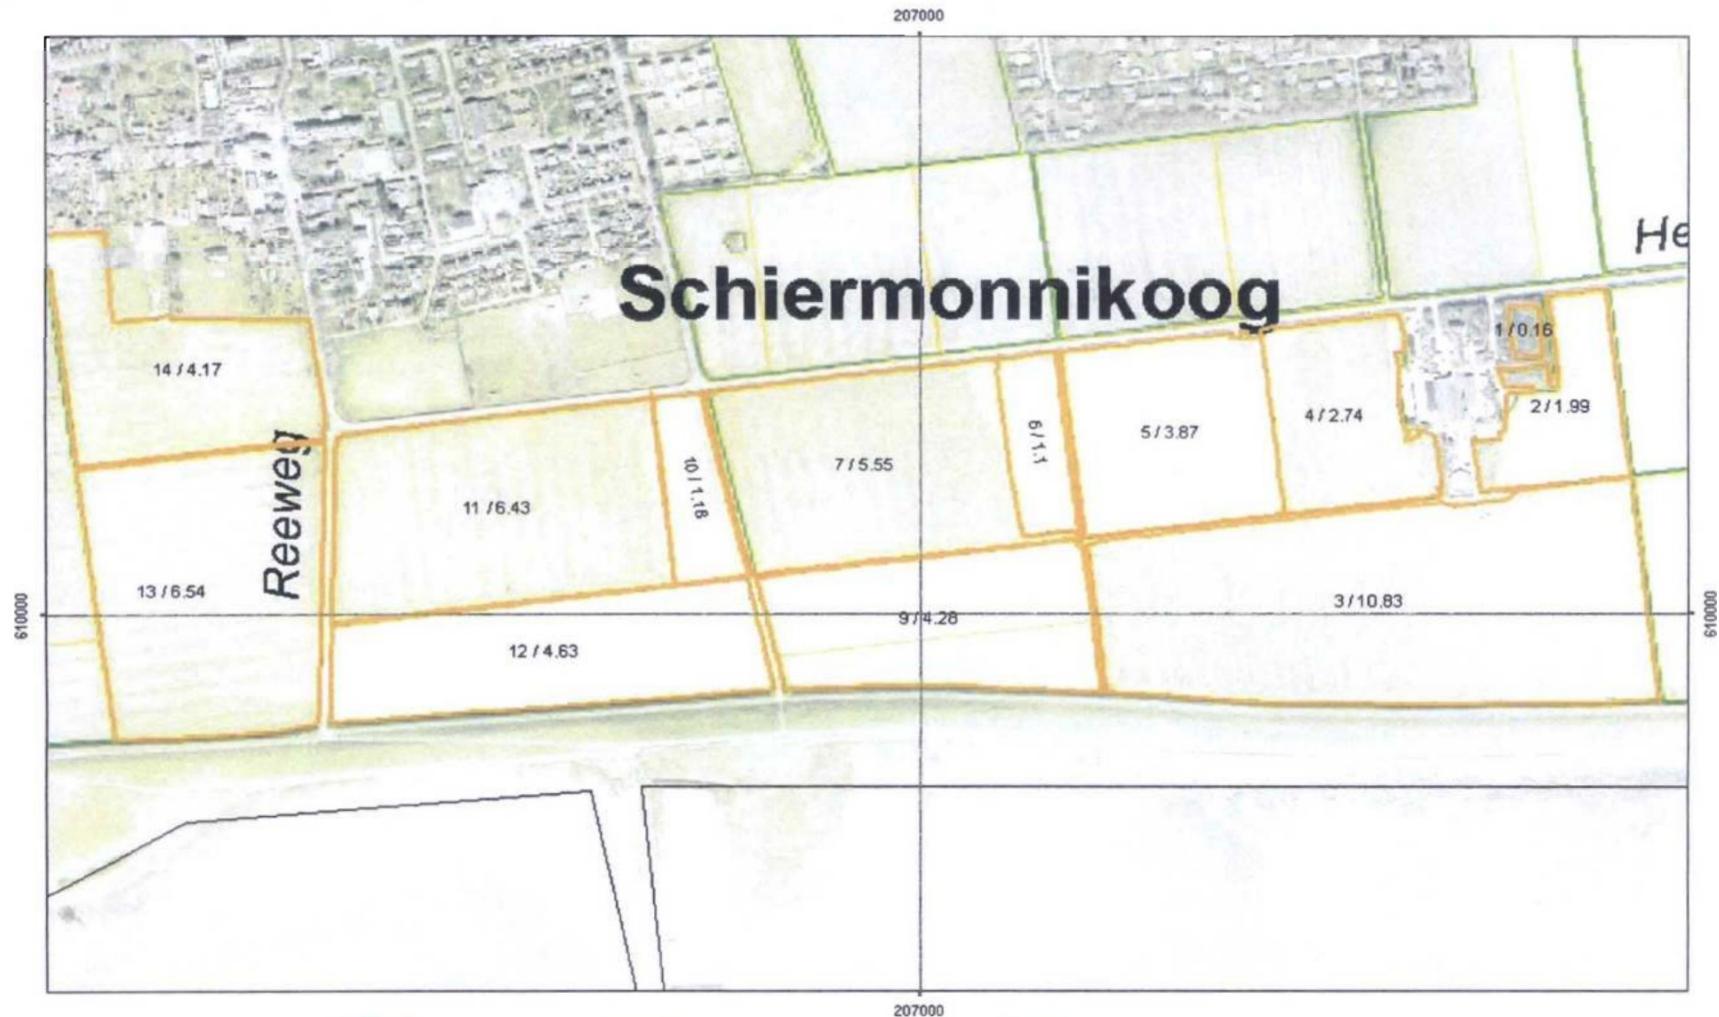 207000
He
Schiermonnikoog
1 / 0.16
14 / 4.17
2 / 1.99
4 / 2.74
5 / 3.87
6 / 1.1
7 / 5.55
10 / 1.18
11 / 6.43
Reeweg
13 / 6.54
3 / 10.83
610000
610000
9 / 4.28
12 / 4.63
207000